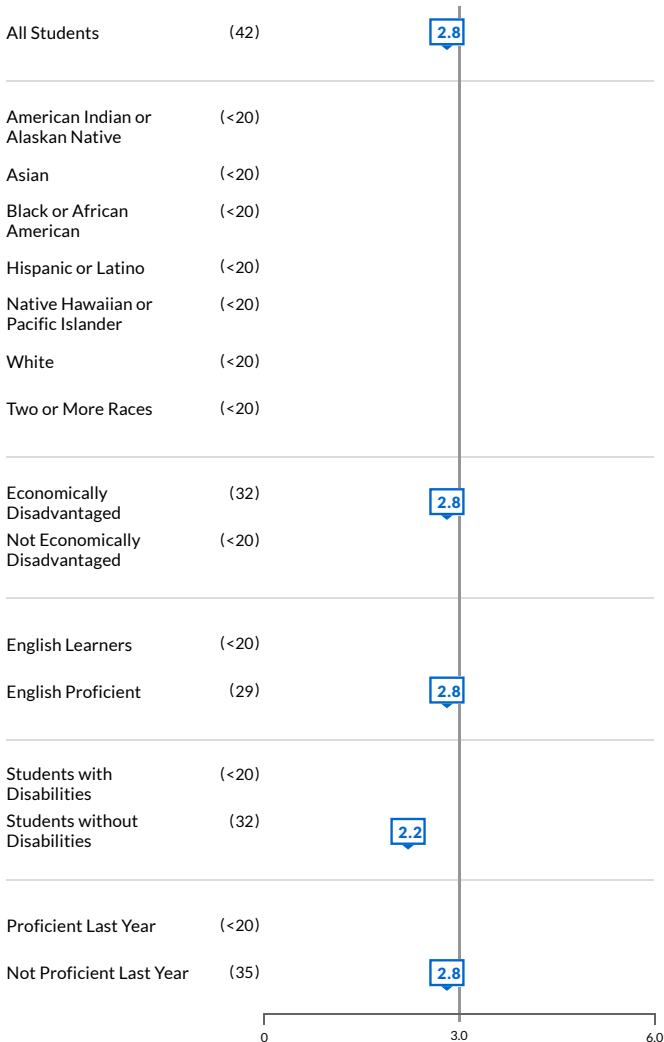 All Students (42) 2.8
American Indian or (<20)
Alaskan Native
Asian (<20)
Black or African (<20)
American
Hispanic or Latino (<20)
Native Hawaiian or (<20)
Pacific Islander
White (<20)
Two or More Races (<20)
Economically (32) 2.8
Disadvantaged
Not Economically (<20)
Disadvantaged
English Learners (<20)
English Proficient (29) 2.8
Students with (<20)
Disabilities
Students without (32) 2.2
Disabilities
Proficient Last Year (<20)
Not Proficient Last Year (35) 2.8
0 3.0 6.0